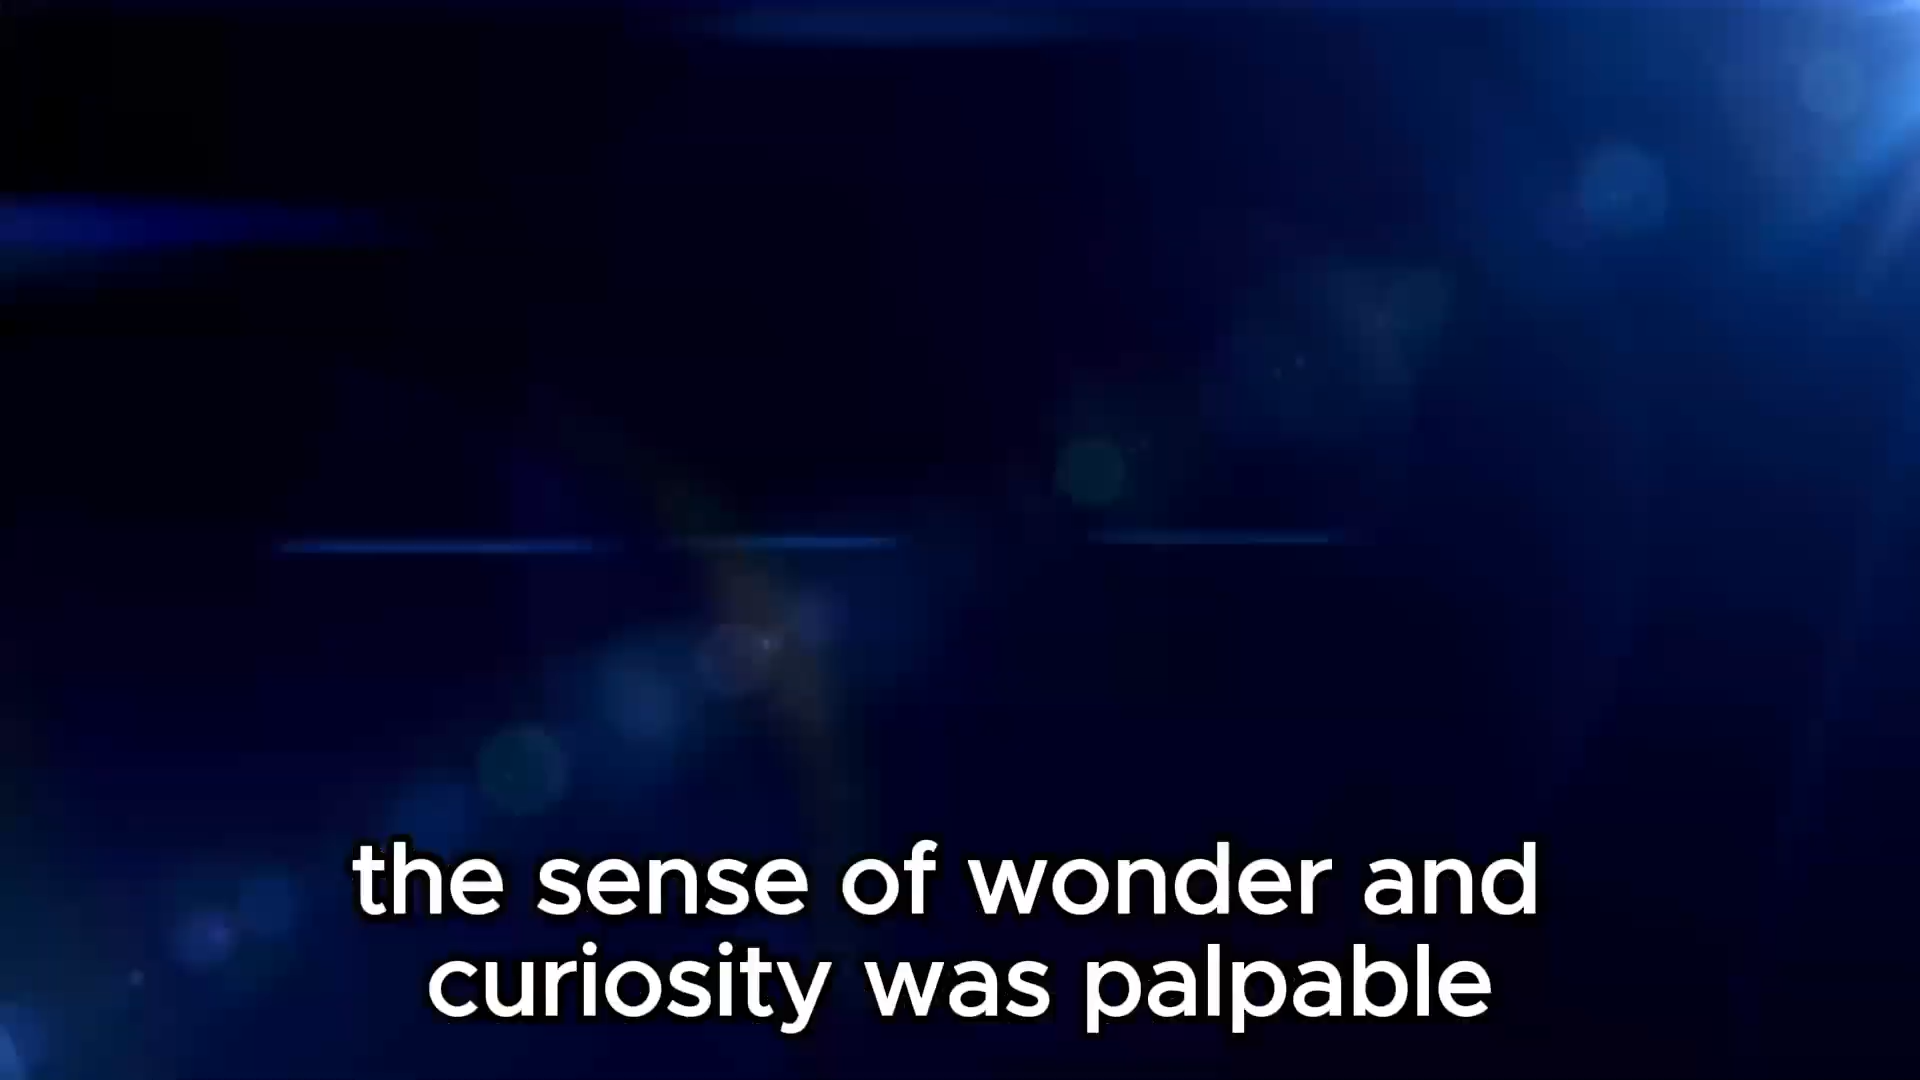 the sense of wonder and
curiosity was palpable